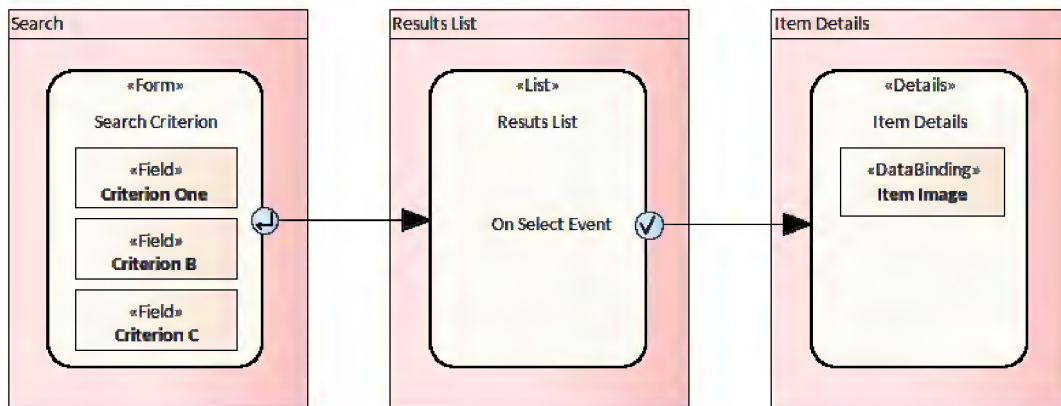 Search
«Form»
Search Criterion
«Field»
Criterion One
«Field»
Criterion B
«Field»
Criterion C
Results List
«List»
Resuts List
On Select Event
Item Details
«Details»
Item Details
«DataBinding»
Item Image